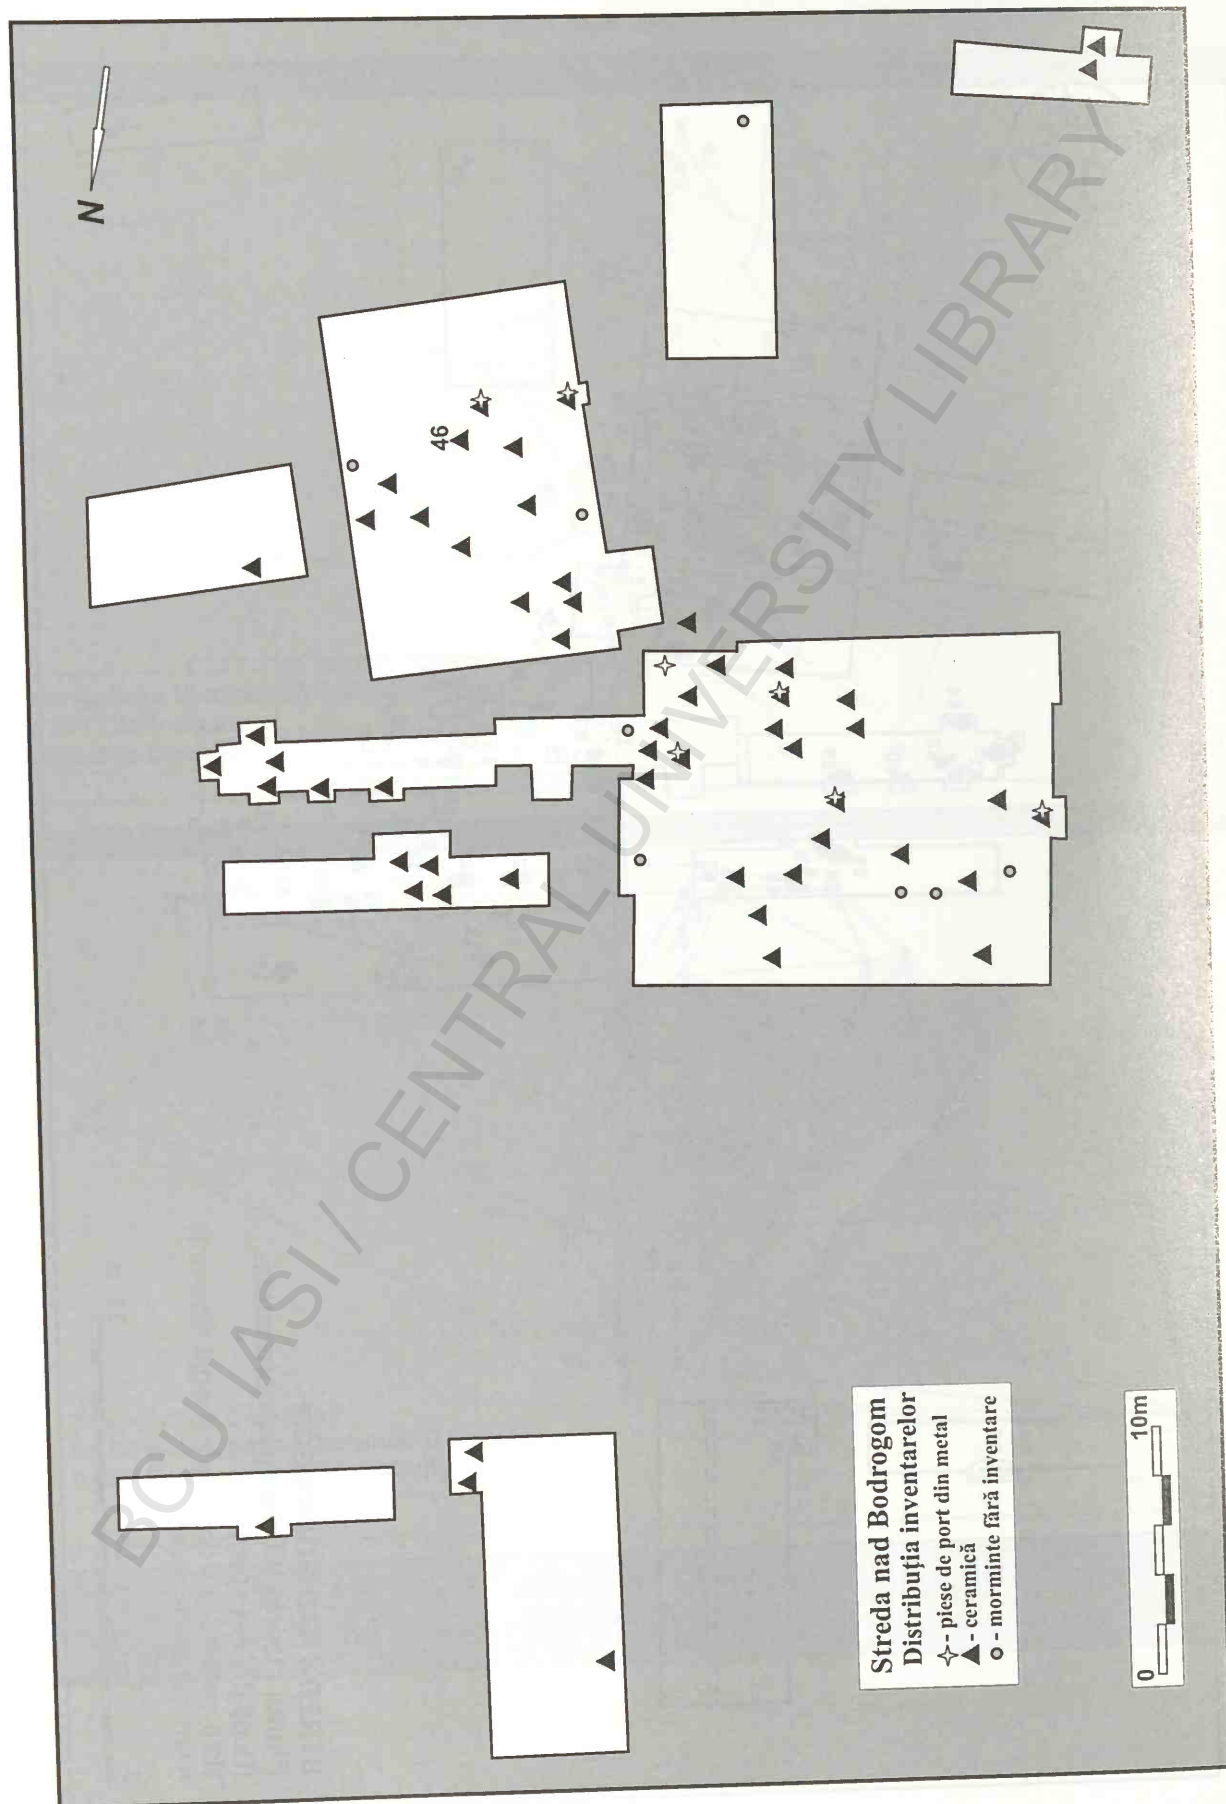 N
46
Streda nad Bodrogom
Distribuția inventarelor
- piese de port din metal
- ceramică
- morminte fără inventare
0 10m
BCU IASI / CENTRAL UNIVERSITY LIBRARY